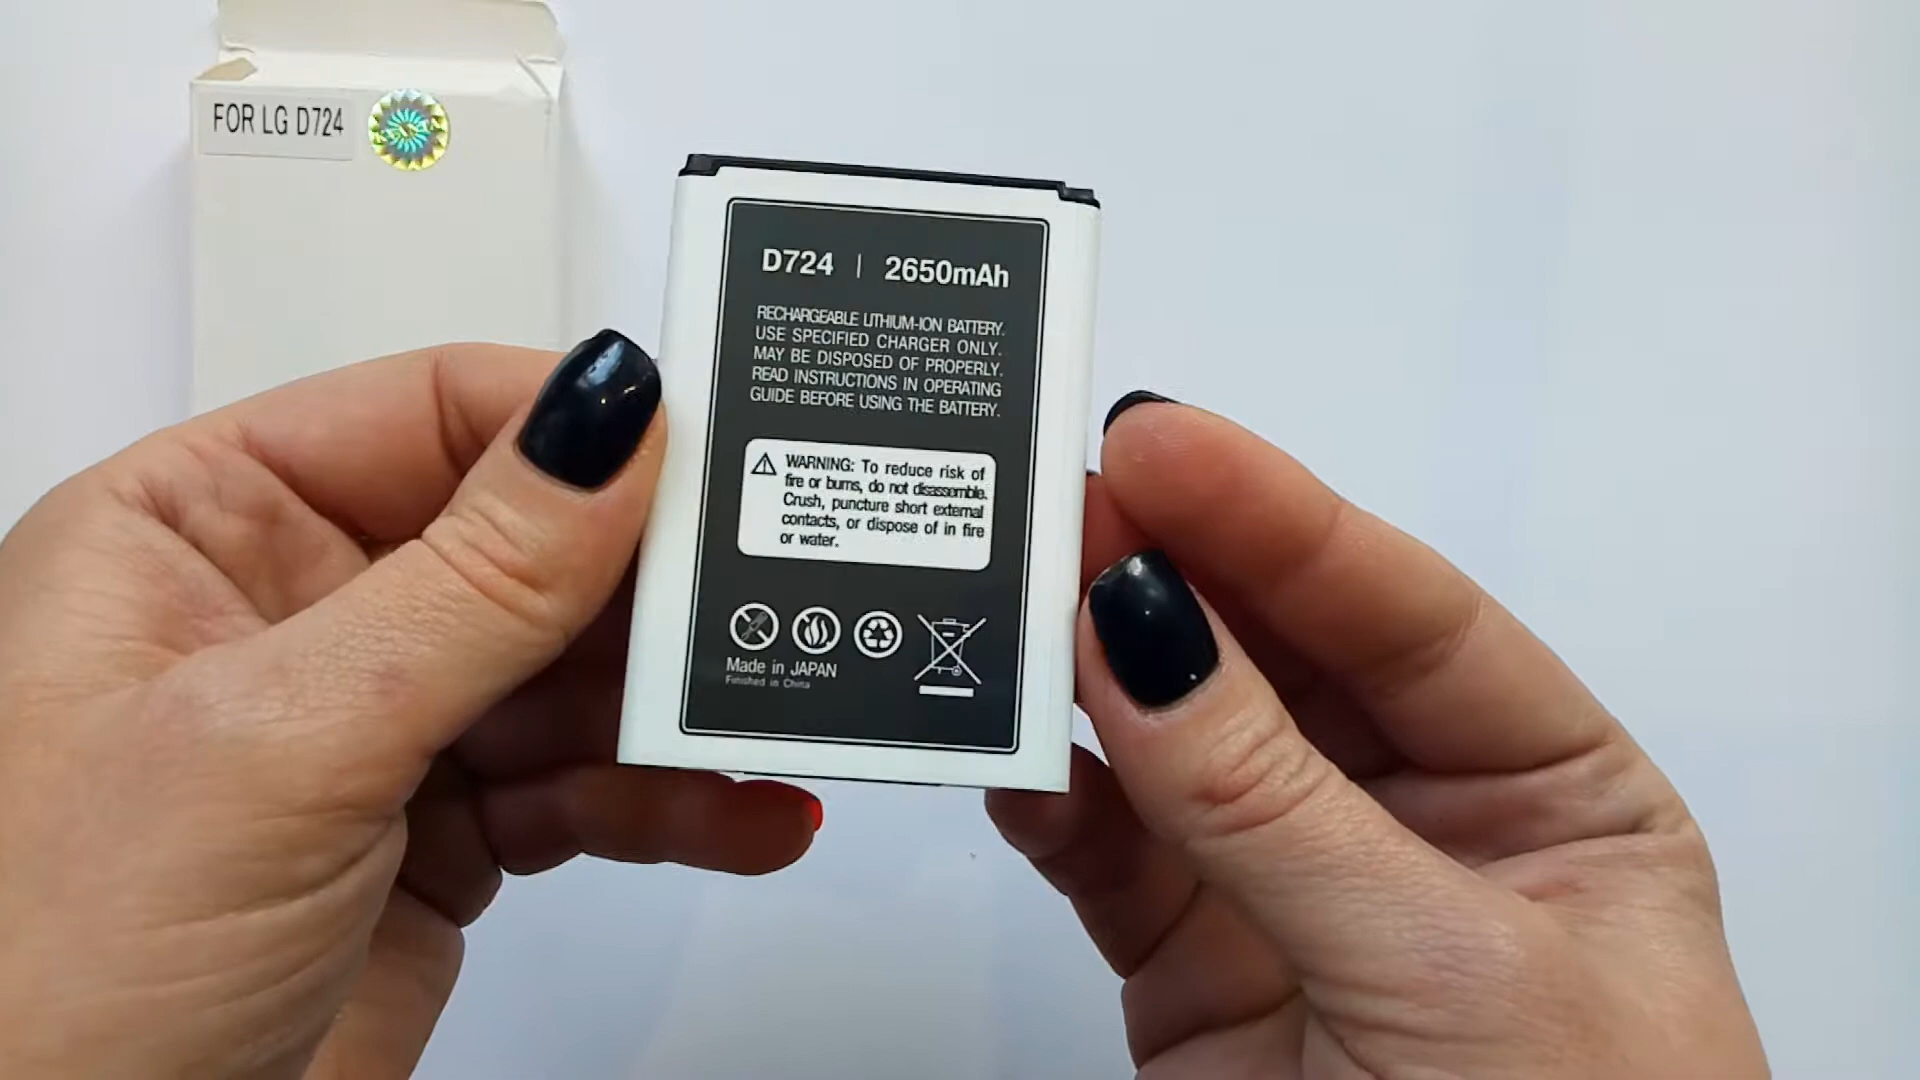 FOR LG D724
D724 | 2650mAh
RECHARGEABLE LITHIUM-ION BATTERY.
USE SPECIFIED CHARGER ONLY.
MAY BE DISPOSED OF PROPERLY.
READ INSTRUCTIONS IN OPERATING
GUIDE BEFORE USING THE BATTERY.
WARNING: To reduce risk of
fire or burns, do not disassemble.
Crush, puncture short external
contacts, or dispose of in fire
or water.
Made in JAPAN
Finished in China